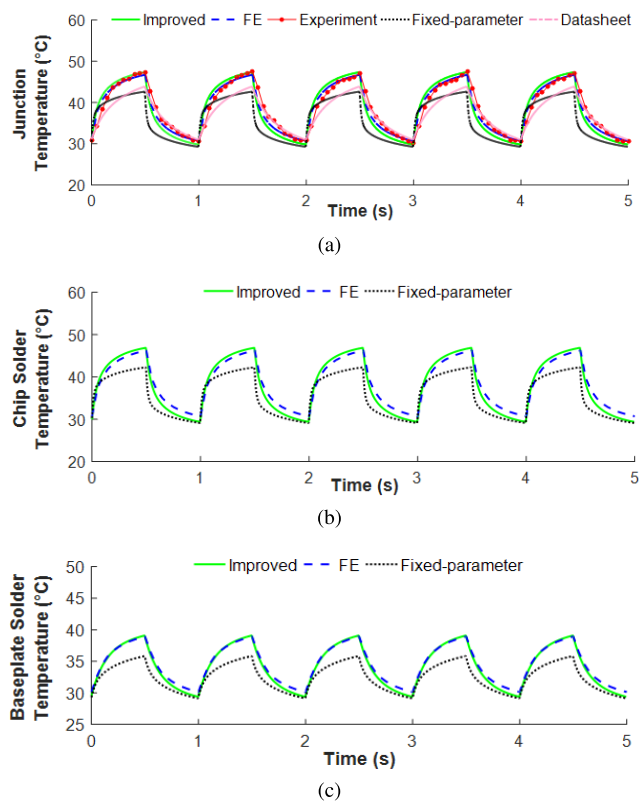 Improved FE Experiment Fixed-parameter Datasheet
60
50
40
30
20
Junction
Temperature (°C)
0 1 2 3 4 5
Time (s)
(a)
Improved FE Fixed-parameter
60
50
40
30
20
Chip Solder
Temperature (°C)
0 1 2 3 4 5
Time (s)
(b)
Improved FE Fixed-parameter
50
45
40
35
30
25
Baseplate Solder
Temperature (°C)
0 1 2 3 4 5
Time (s)
(c)